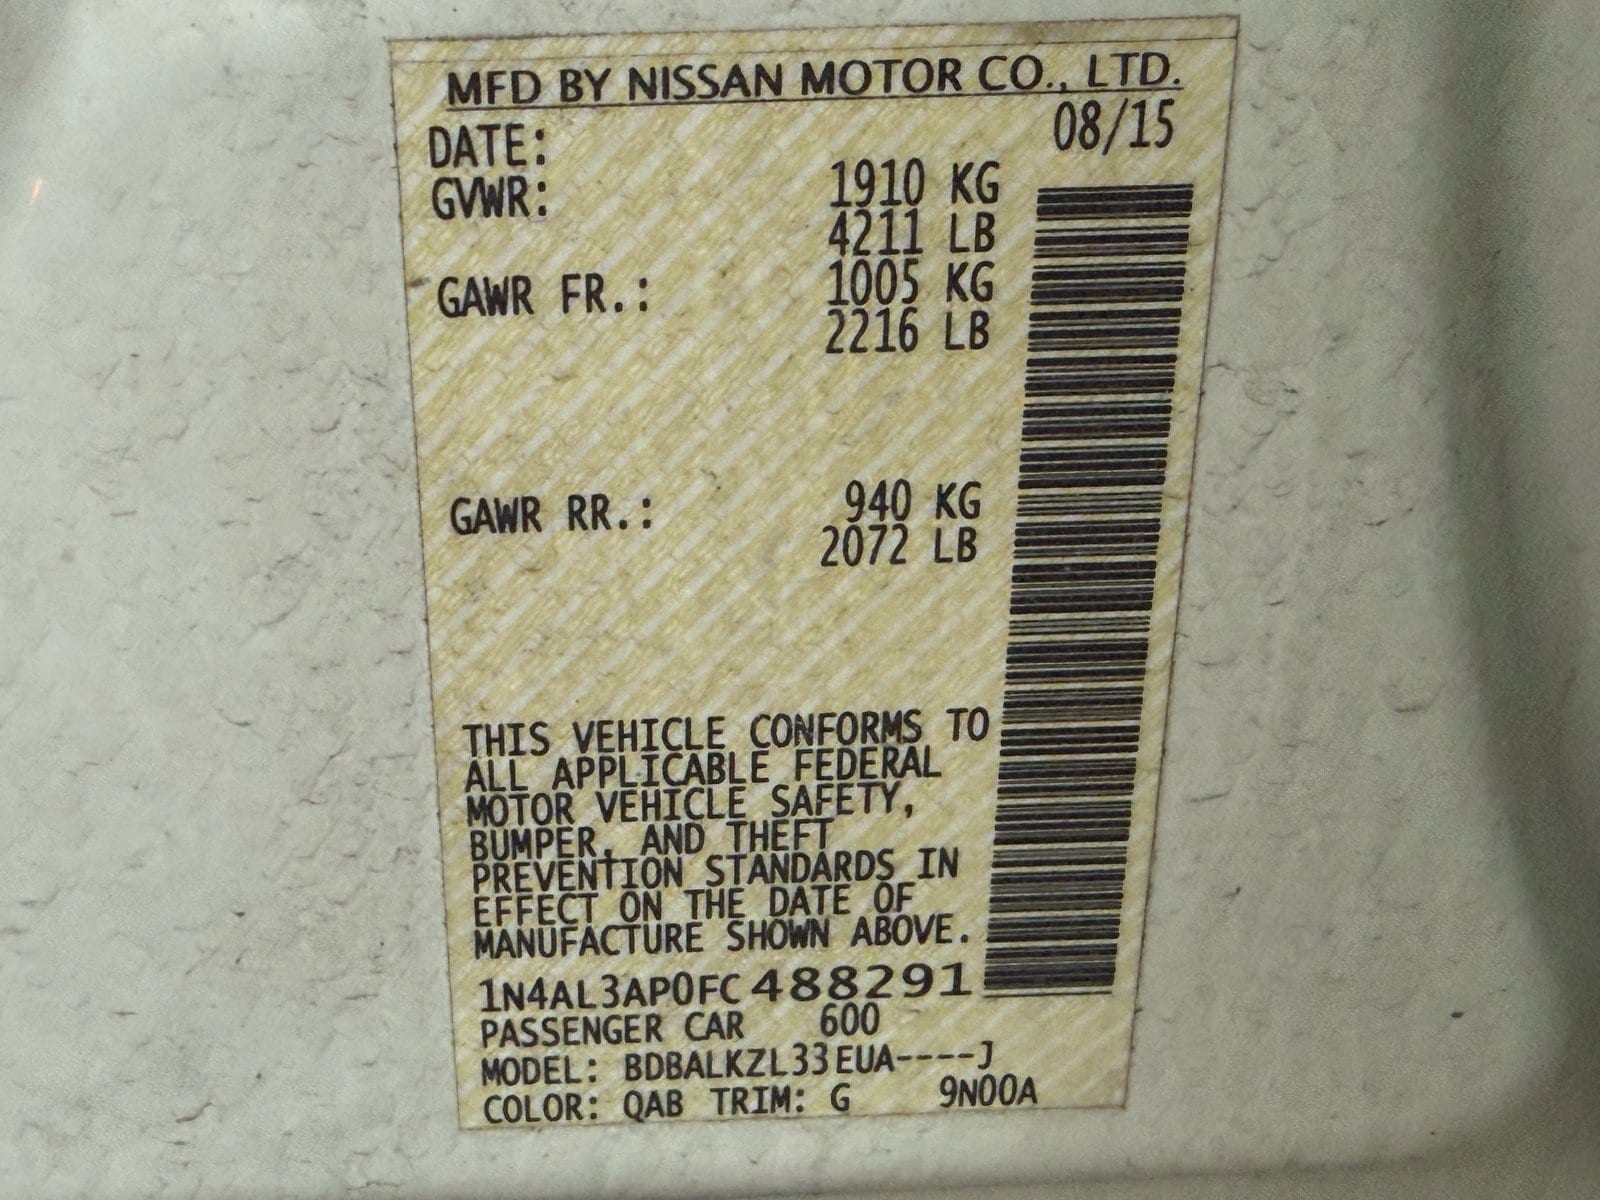 MFD BY NISSAN MOTOR CO., LTD.
DATE: 08/15
GVWR: 1910 KG
4211 LB
GAWR FR.: 1005 KG
2216 LB
GAWR RR.: 940 KG
2072 LB
THIS VEHICLE CONFORMS TO
ALL APPLICABLE FEDERAL
MOTOR VEHICLE SAFETY,
BUMPER, AND THEFT
PREVENTION STANDARDS IN
EFFECT ON THE DATE OF
MANUFACTURE SHOWN ABOVE.
1N4AL3AP0FC488291
PASSENGER CAR 600
MODEL: BDBALKZL33EUA----J
COLOR: QAB TRIM: G 9N00A